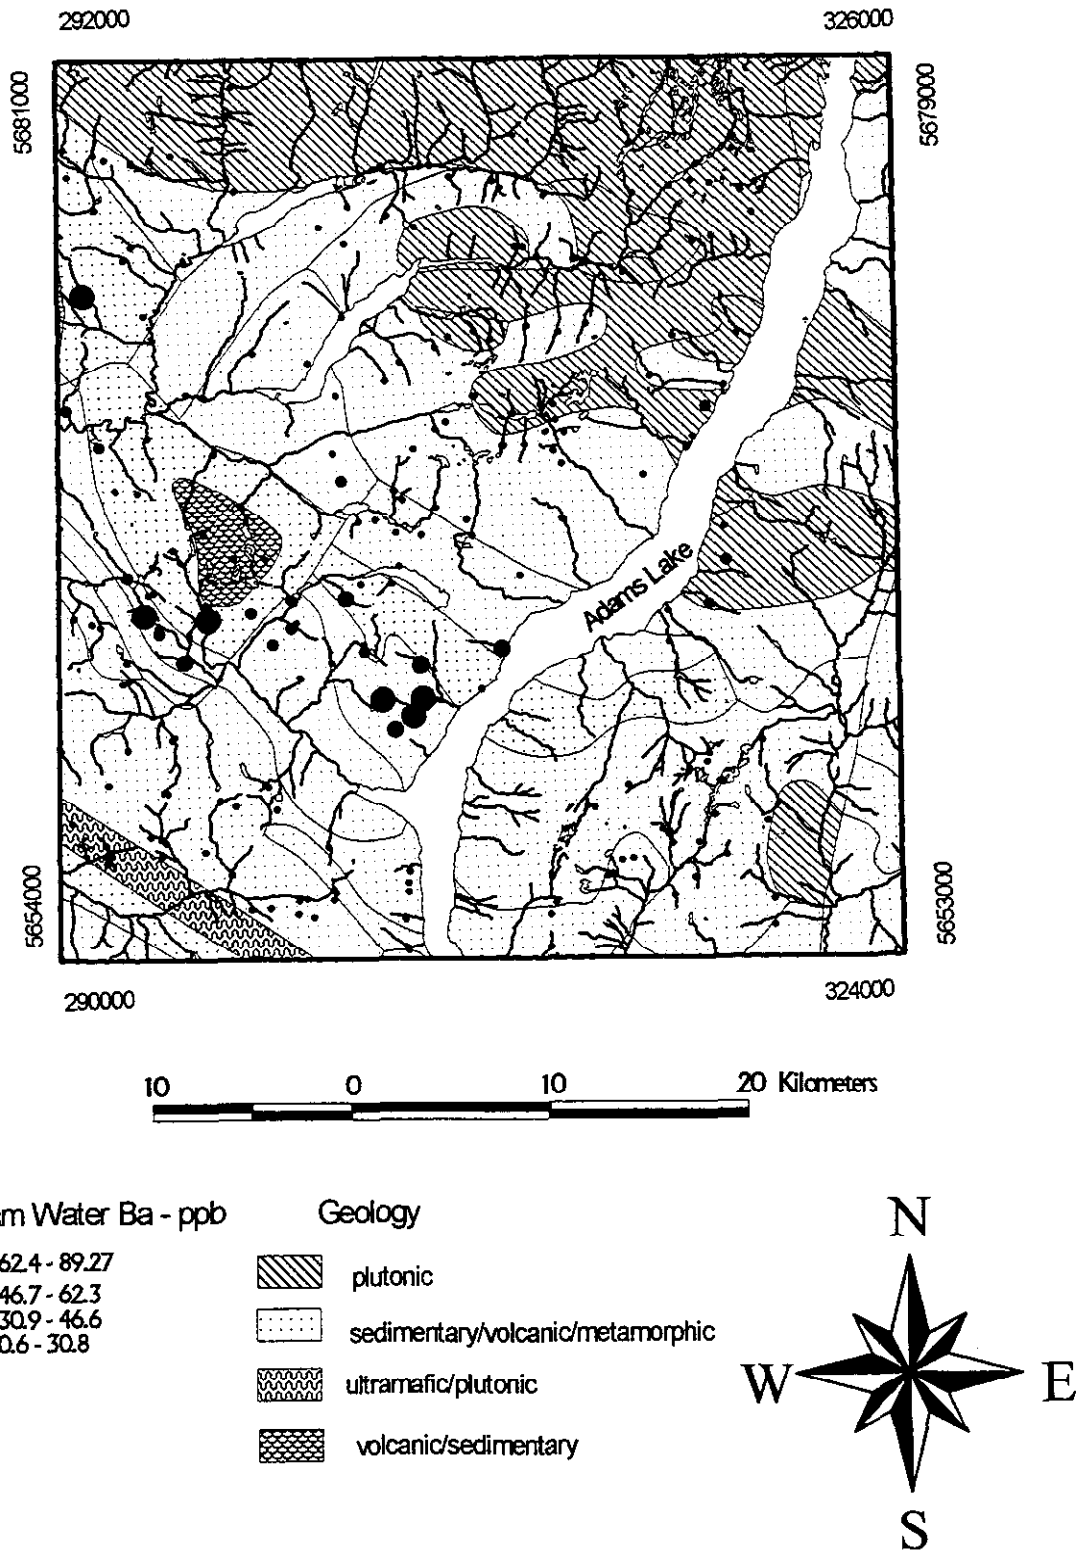 292000
326000
5681000
5679000
Adams Lake
5654000
5653000
290000
324000
10 0 10 20 Kilometers
m Water Ba - ppb
62.4 - 89.27
46.7 - 62.3
30.9 - 46.6
0.6 - 30.8
Geology
plutonic
sedimentary/volcanic/metamorphic
ultramafic/plutonic
volcanic/sedimentary
N
W
E
S